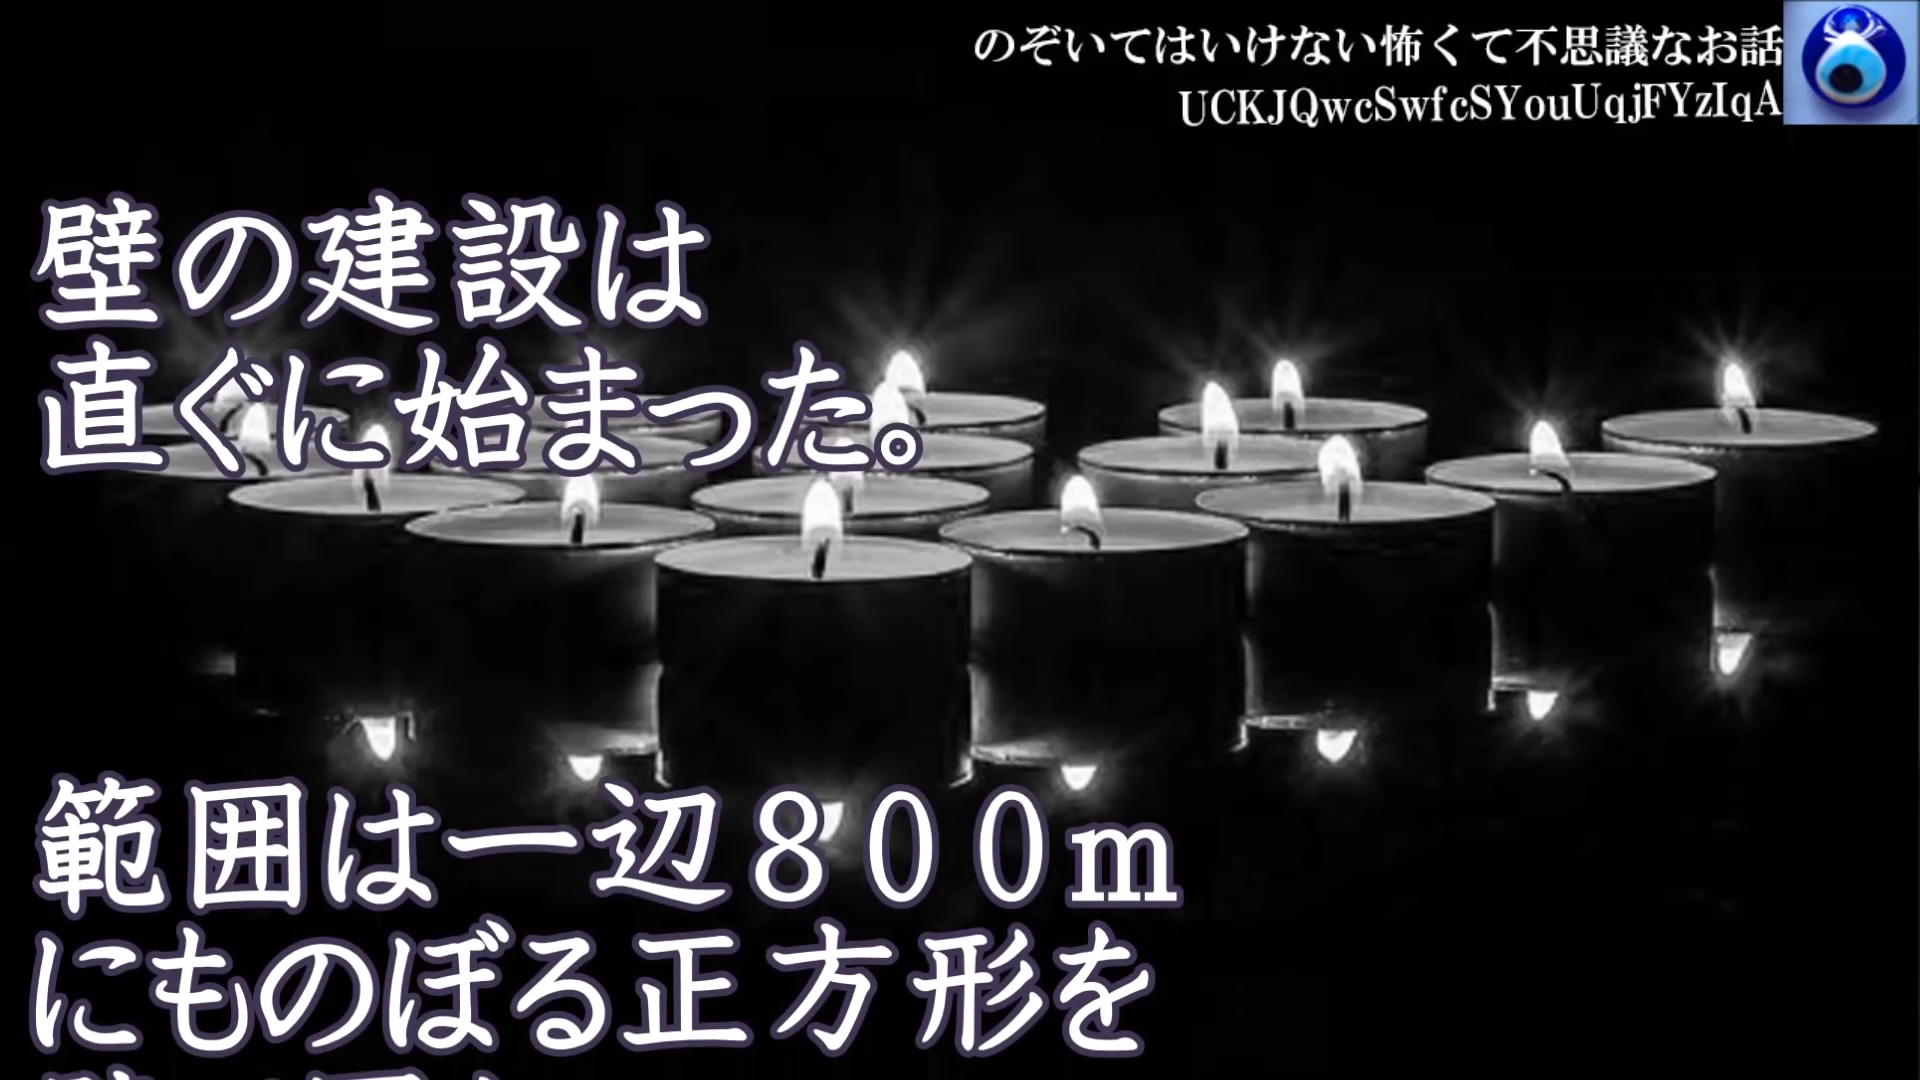 のぞいてはいけない怖くて不思議なお話
UCKJQwcSwfcSYouUqjFYzIqA
壁の建設は
直ぐに始まった。
範囲は一辺８００ｍ
にものぼる正方形を